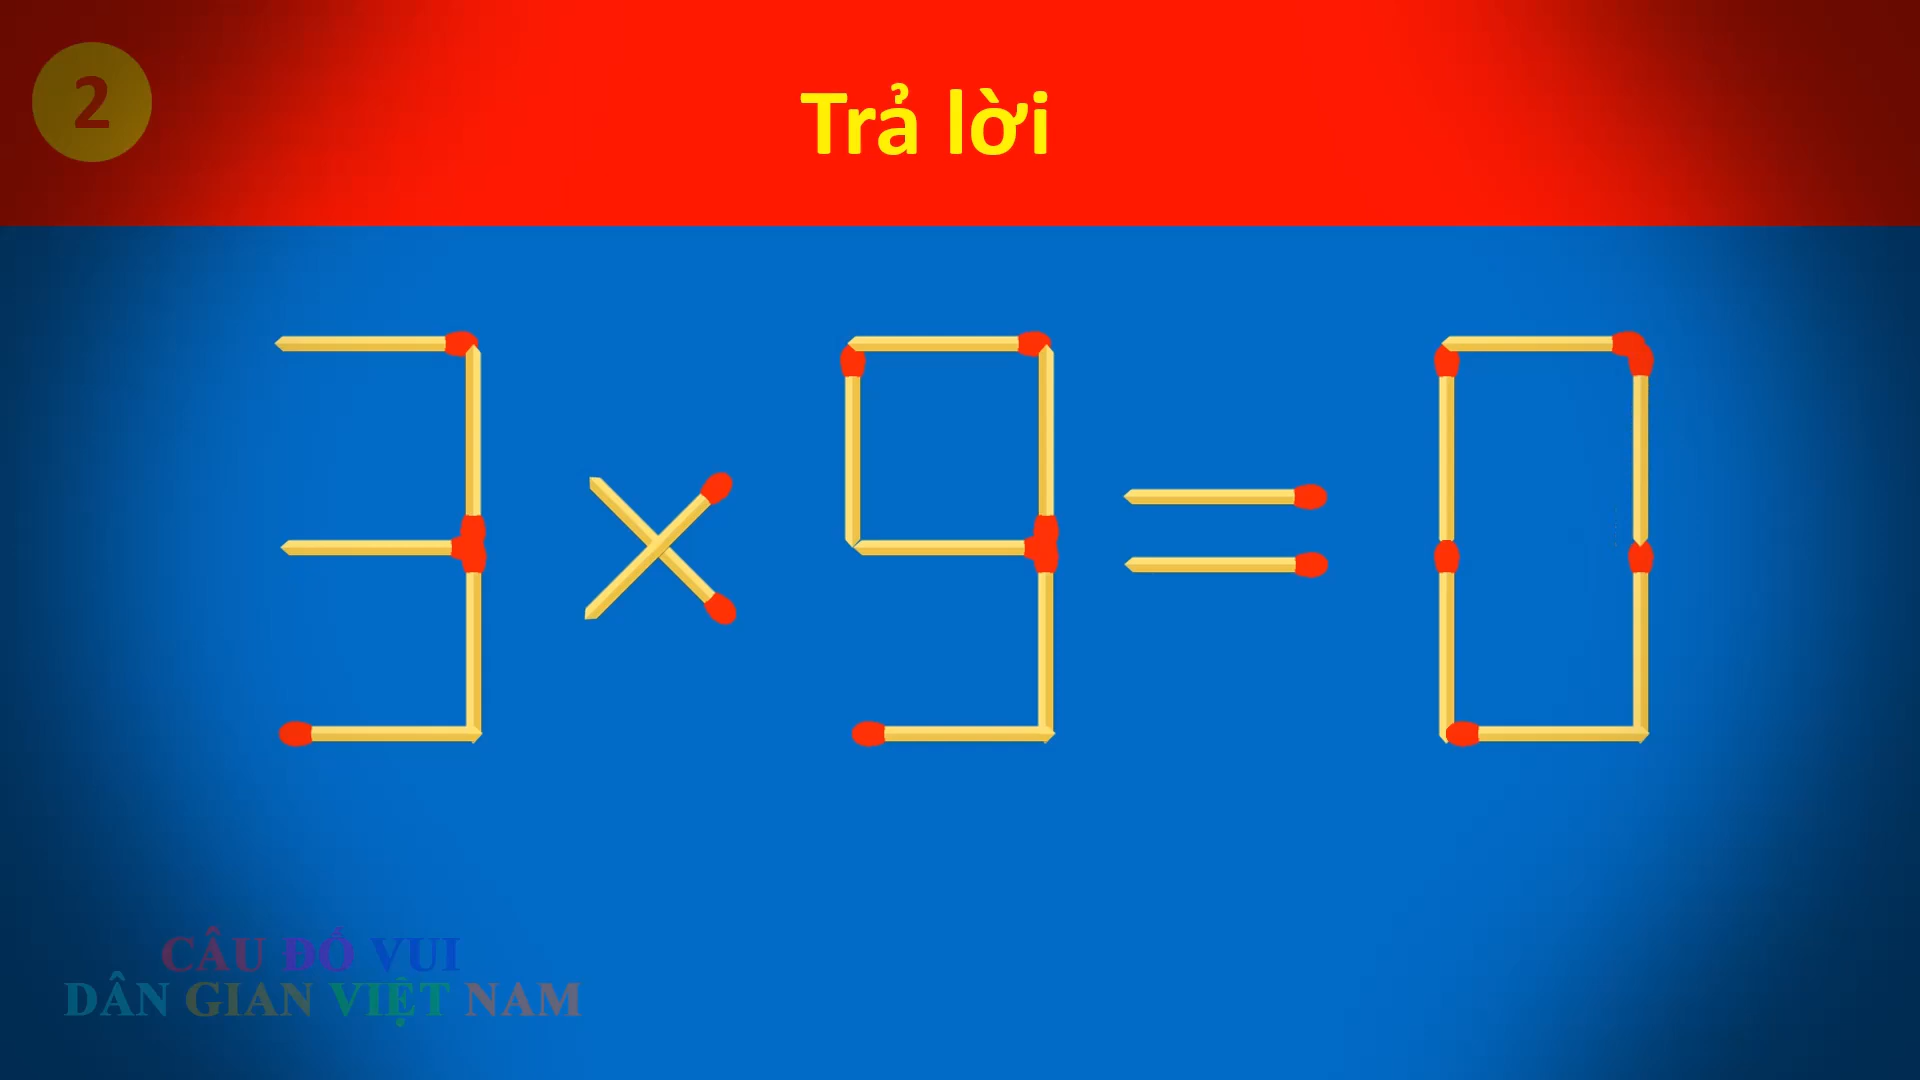 2
Trả lời
3 × 9 = 0
CÂU ĐỐ VUI
DÂN GIAN VIỆT NAM